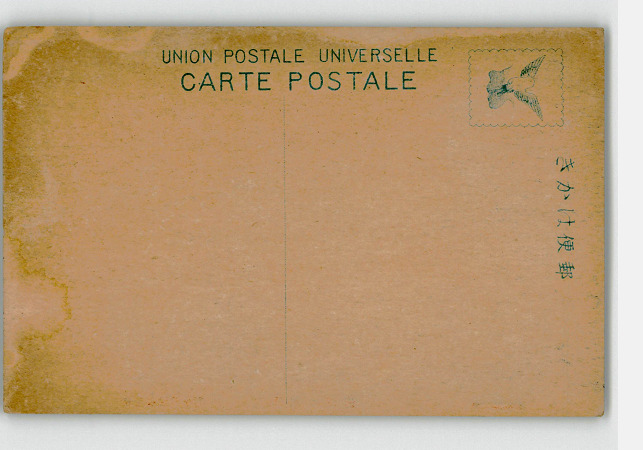 UNION POSTALE UNIVERSELLE
CARTE POSTALE
きかは便郵